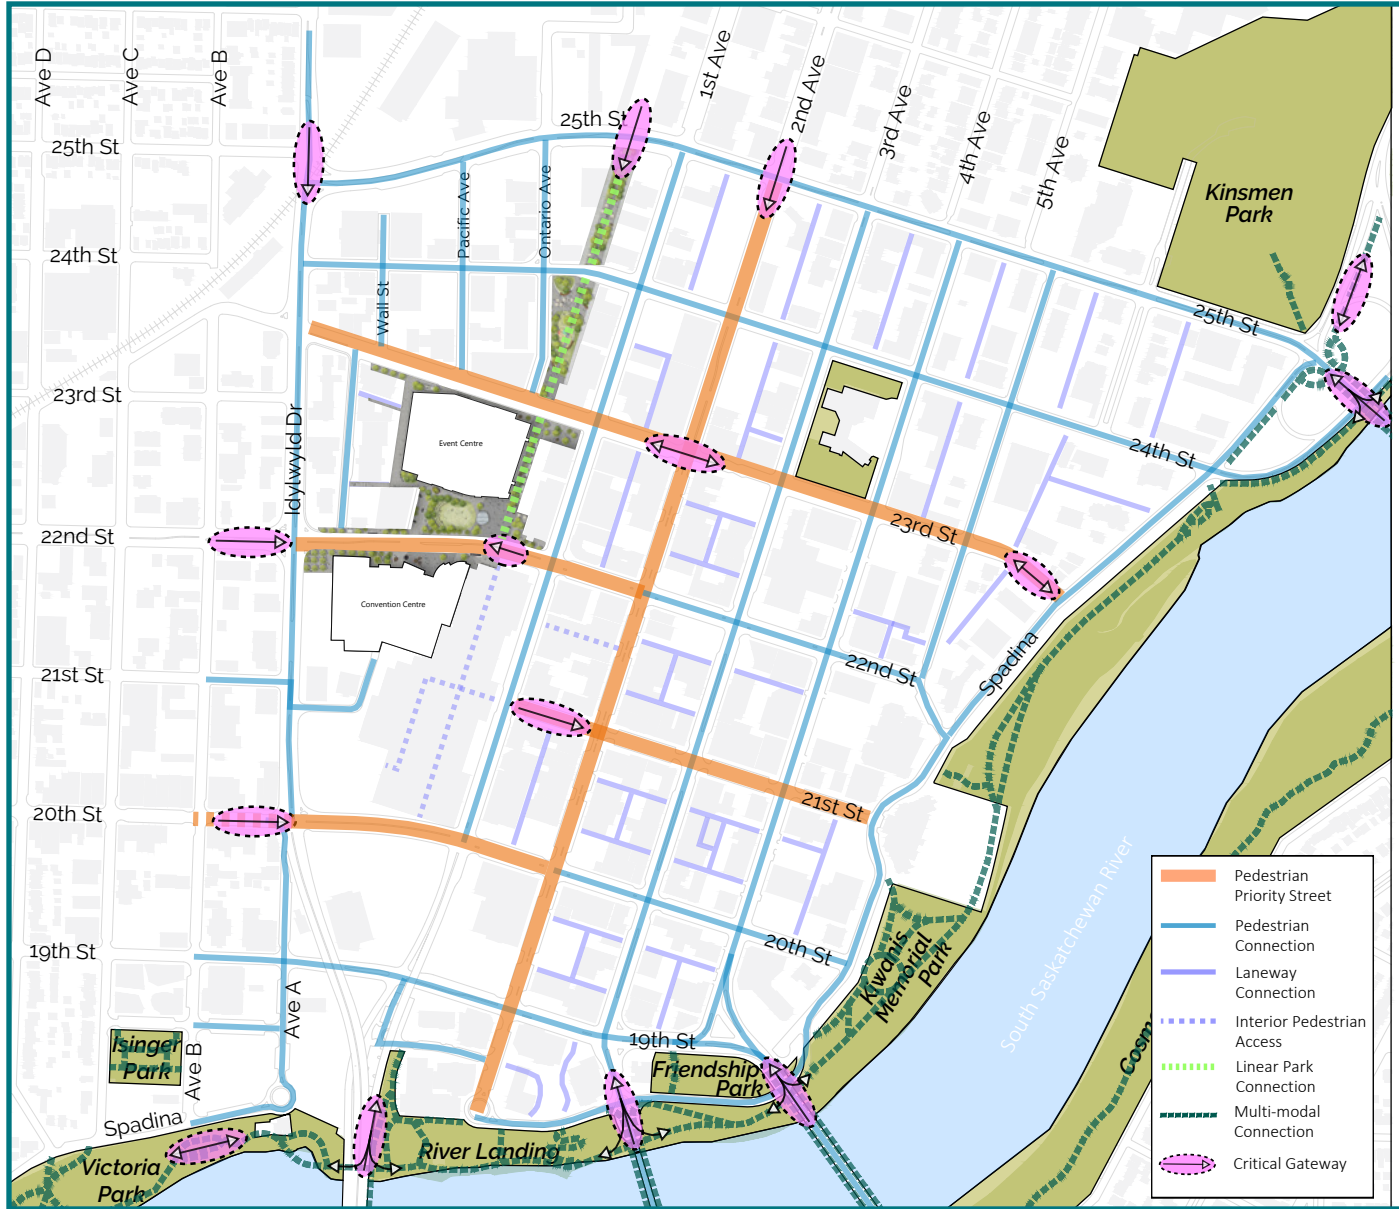 Ave D
Ave C
Ave B
1st Ave
2nd Ave
3rd Ave
4th Ave
5th Ave
25th St
25th St
Kinsmen
Park
Pacific Ave
Ontario Ave
24th St
Wall St
25th St
23rd St
Idylwyld Dr
Event Centre
24th St
22nd St
23rd St
Convention Centre
21st St
22nd St
Spadina
20th St
21st St
South Saskatchewan River
19th St
20th St
Kiwanis
Memorial
Park
Ave A
Isinger
Park
Ave B
19th St
Friendship
Park
Cosm
Spadina
Victoria
Park
River Landing
Pedestrian
Priority Street
Pedestrian
Connection
Laneway
Connection
Interior Pedestrian
Access
Linear Park
Connection
Multi-modal
Connection
Critical Gateway